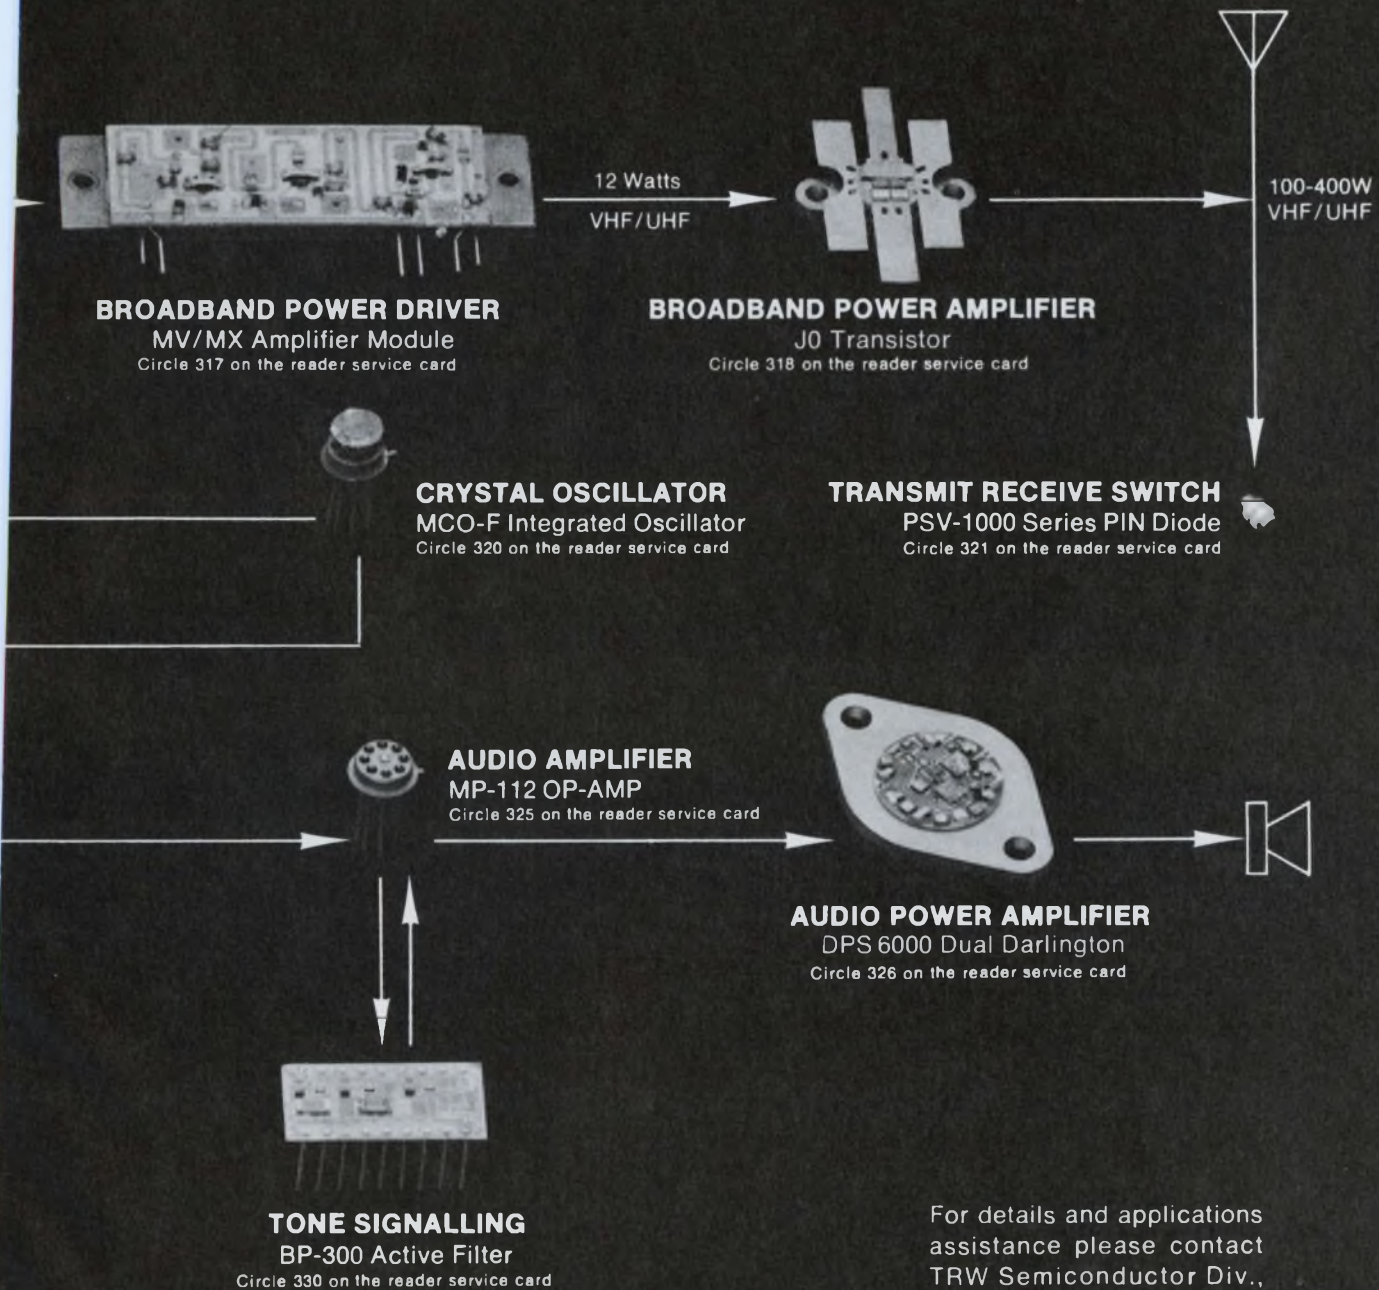 12 Watts
VHF/UHF
100-400W
VHF/UHF
BROADBAND POWER DRIVER
MV/MX Amplifier Module
Circle 317 on the reader service card
BROADBAND POWER AMPLIFIER
J0 Transistor
Circle 318 on the reader service card
CRYSTAL OSCILLATOR
MCO-F Integrated Oscillator
Circle 320 on the reader service card
TRANSMIT RECEIVE SWITCH
PSV-1000 Series PIN Diode
Circle 321 on the reader service card
AUDIO AMPLIFIER
MP-112 OP-AMP
Circle 325 on the reader service card
AUDIO POWER AMPLIFIER
DPS 6000 Dual Darlington
Circle 326 on the reader service card
TONE SIGNALLING
BP-300 Active Filter
Circle 330 on the reader service card
For details and applications
assistance please contact
TRW Semiconductor Div.,